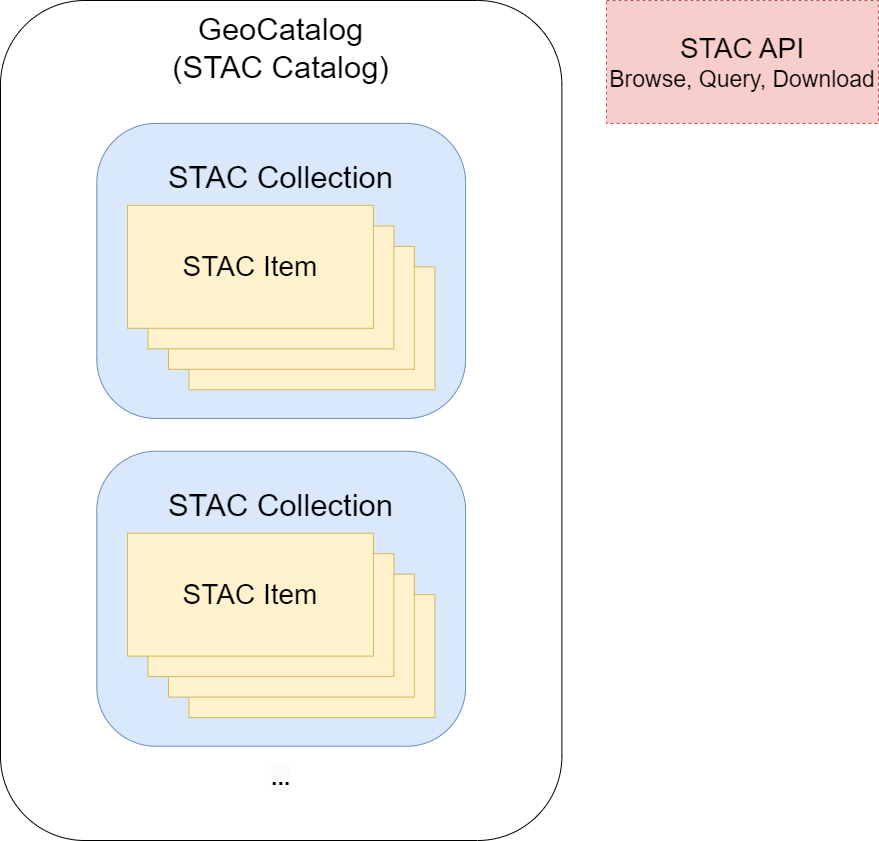 GeoCatalog
(STAC Catalog)
STAC API
Browse, Query, Download
STAC Collection
STAC Item
STAC Collection
STAC Item
...